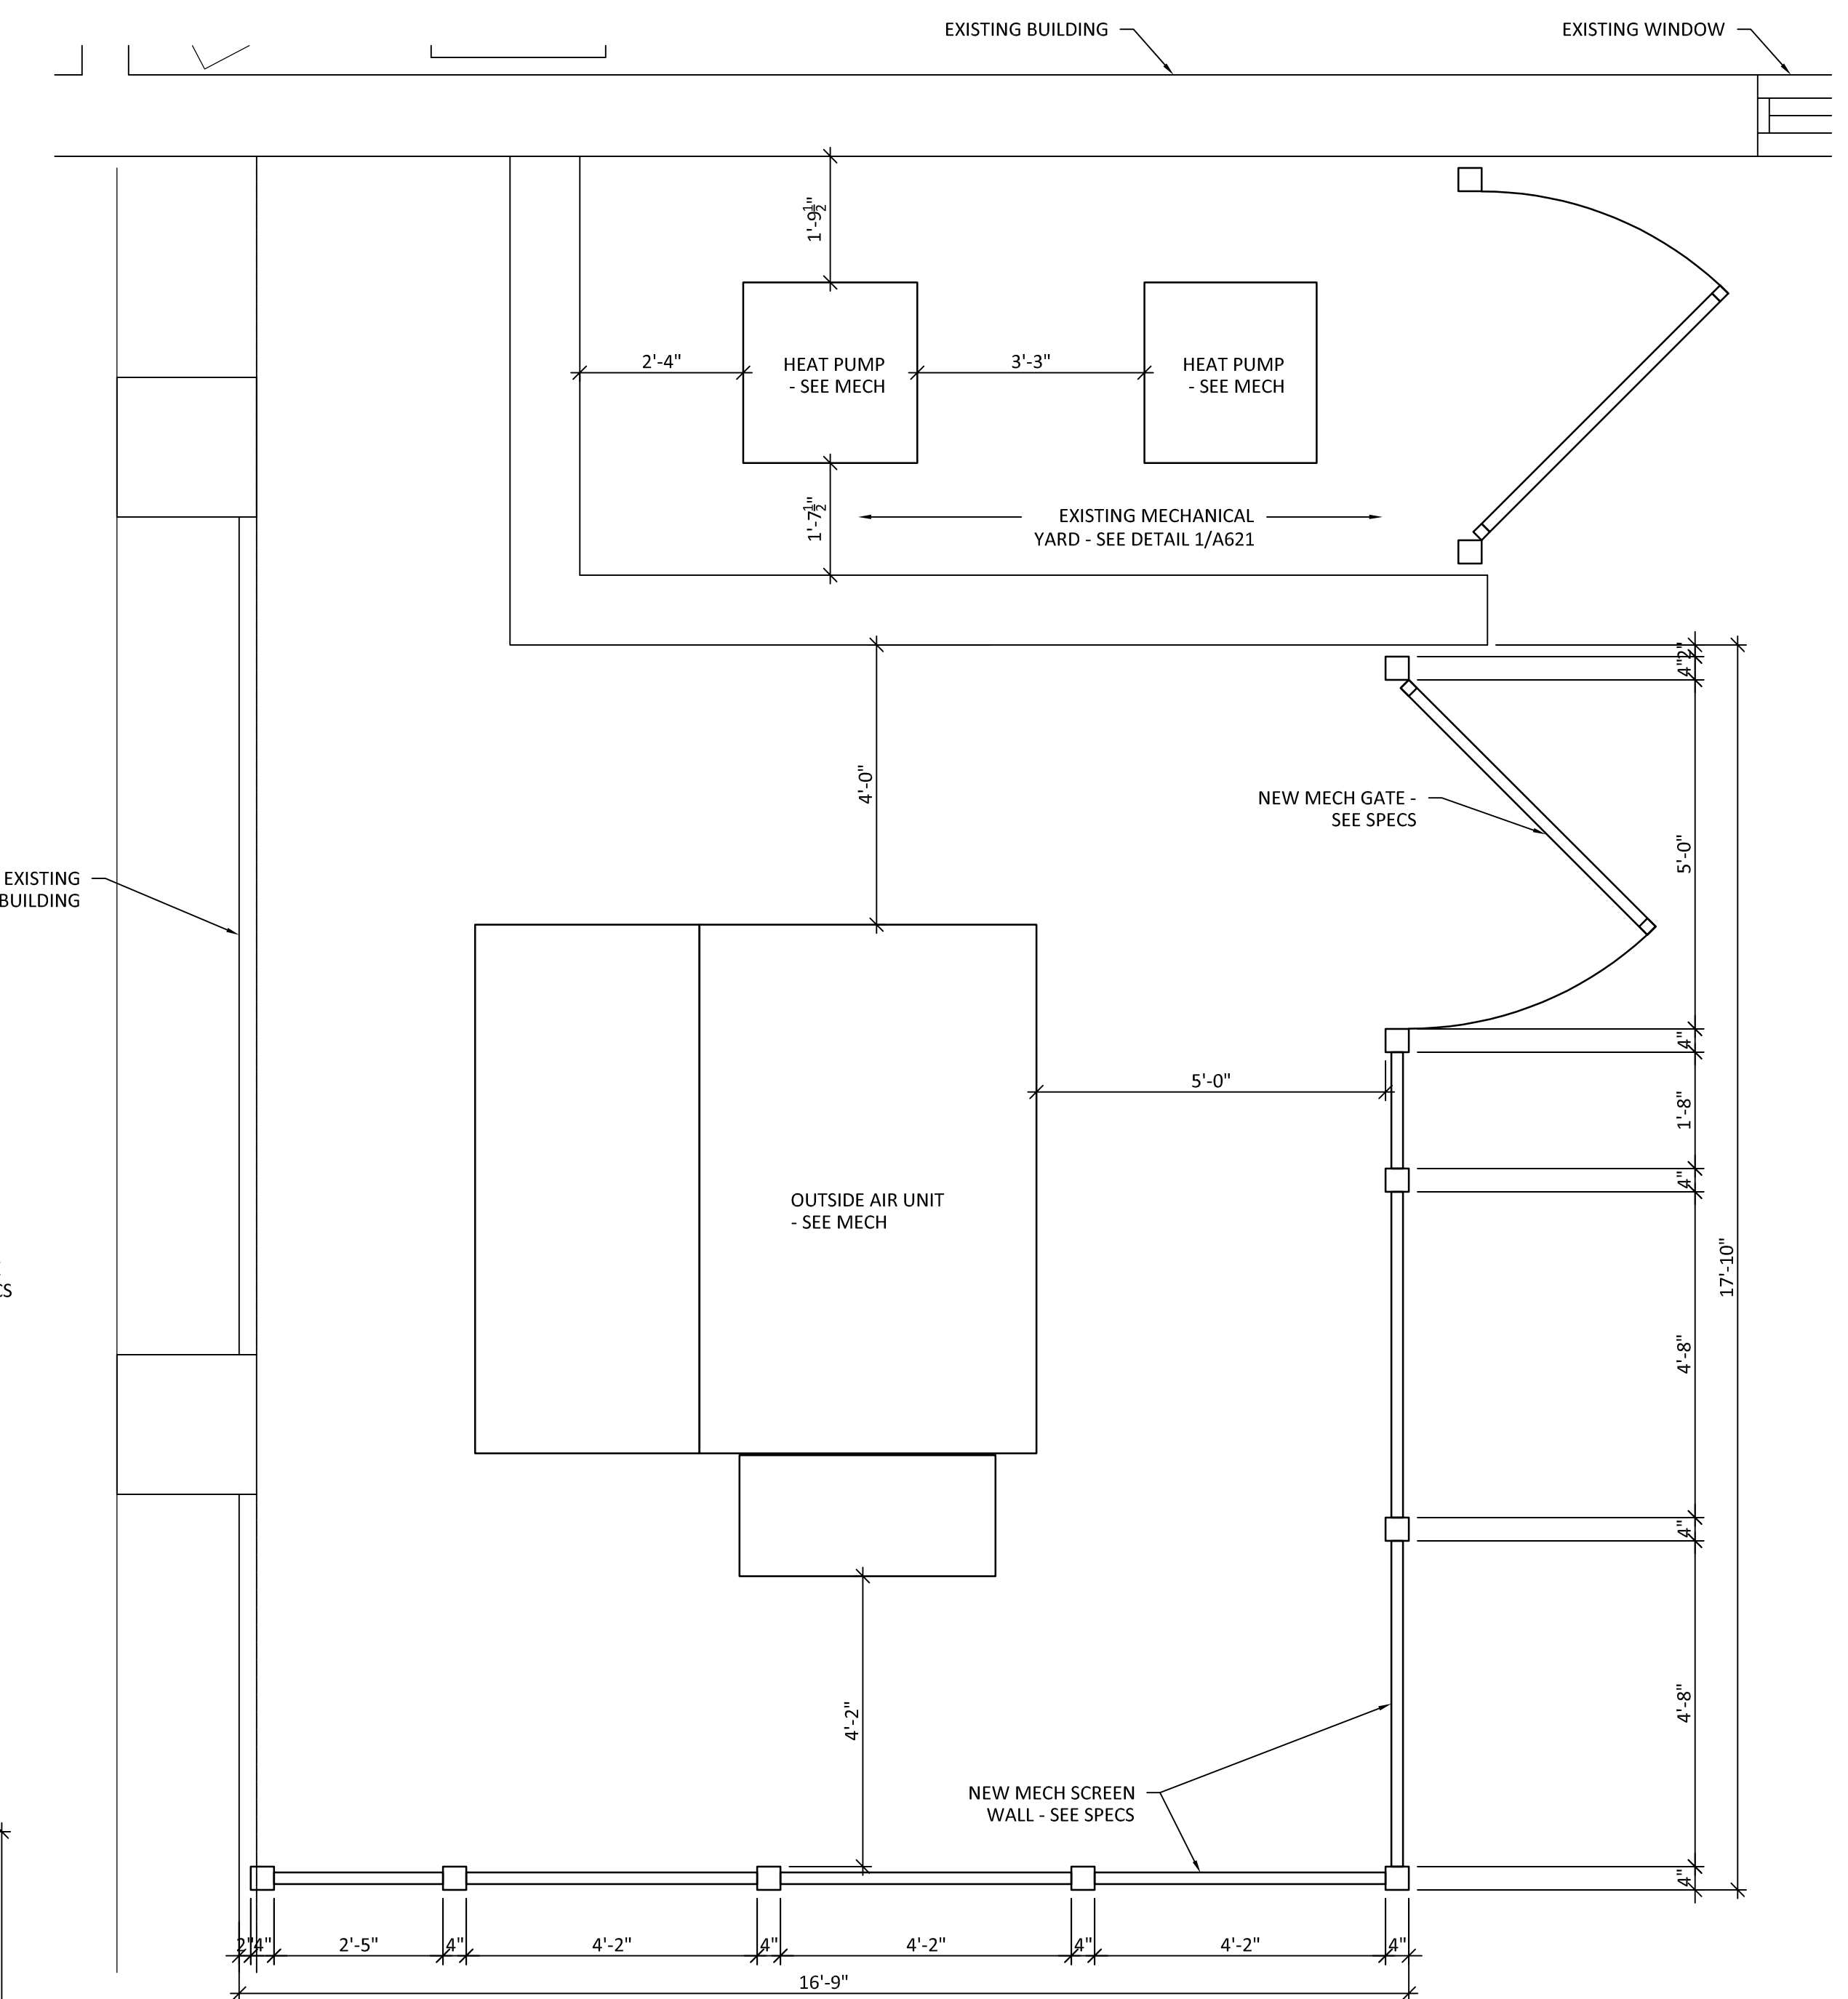 EXISTING BUILDING
EXISTING WINDOW
1'-9½"
2'-4"
HEAT PUMP
- SEE MECH
3'-3"
HEAT PUMP
- SEE MECH
1'-7½"
EXISTING MECHANICAL
YARD - SEE DETAIL 1/A621
2"
4"
4'-0"
NEW MECH GATE -
SEE SPECS
5'-0"
EXISTING
BUILDING
4"
5'-0"
1'-8"
4"
OUTSIDE AIR UNIT
- SEE MECH
17'-10"
CS
4'-8"
4"
4'-2"
4'-8"
NEW MECH SCREEN
WALL - SEE SPECS
4"
2"
4"
2'-5"
4"
4'-2"
4"
4'-2"
4"
4'-2"
4"
16'-9"